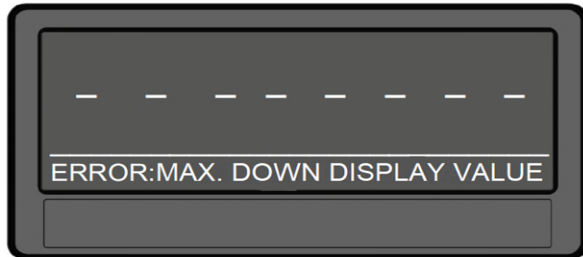 - - - - - - - -
ERROR:MAX. DOWN DISPLAY VALUE